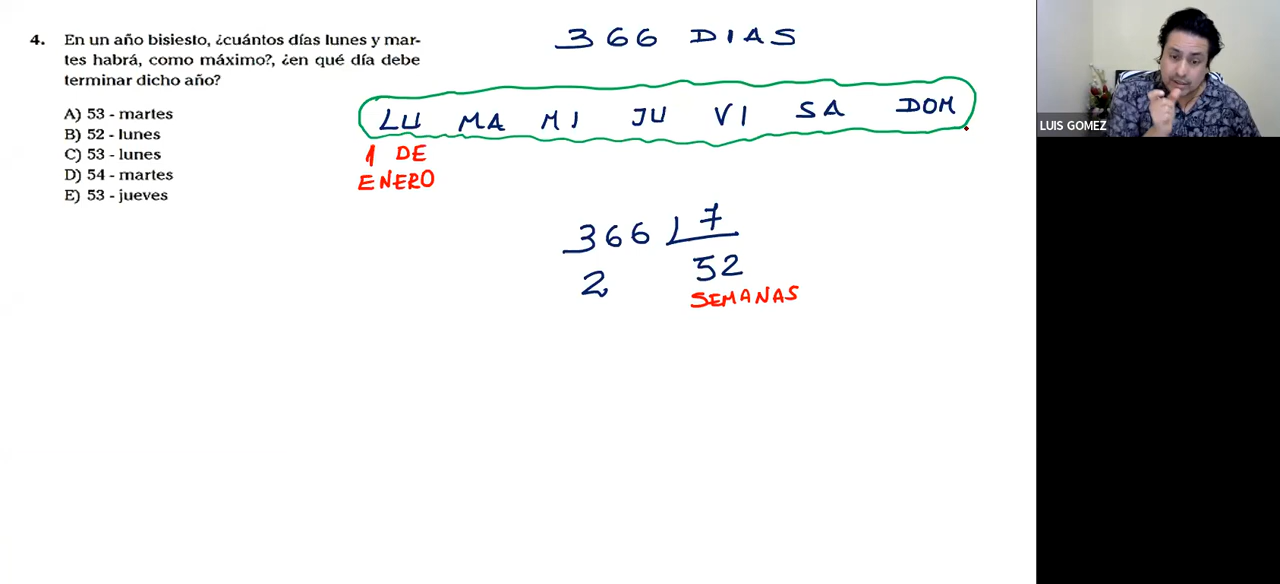 4. En un año bisiesto, ¿cuántos días lunes y mar-
tes habrá, como máximo?, ¿en qué día debe
terminar dicho año?
A) 53 - martes
B) 52 - lunes
C) 53 - lunes
D) 54 - martes
E) 53 - jueves
366 DIAS
LU MA MI JU VI SA DOM
1 DE
ENERO
366 7
2 52
SEMANAS
LUIS GOMEZ